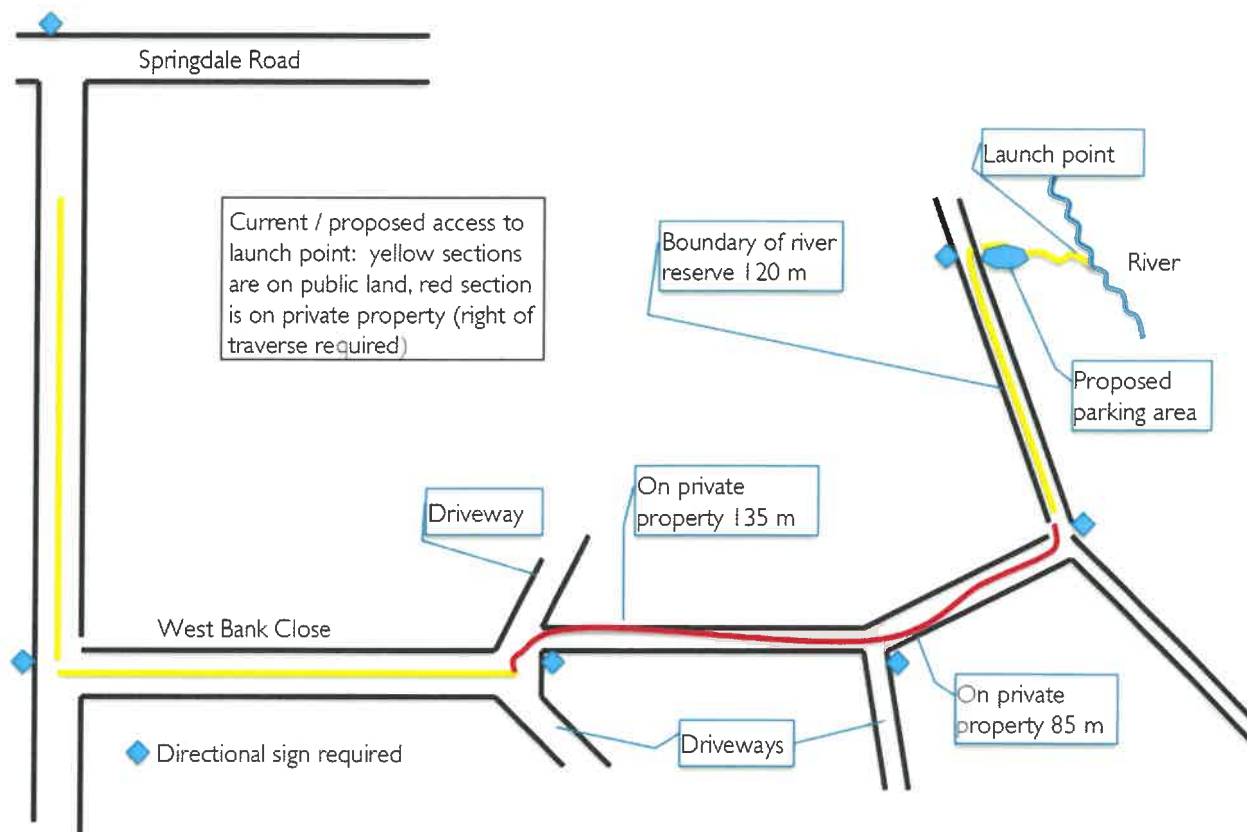 Springdale Road
Launch point
Current / proposed access to
launch point: yellow sections
are on public land, red section
is on private property (right of
traverse required)
Boundary of river
reserve 120 m
River
Proposed
parking area
On private
property 135 m
Driveway
West Bank Close
On private
property 85 m
Driveways
Directional sign required